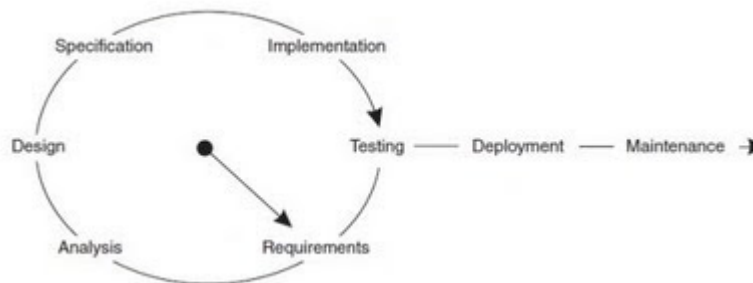 Specification Implementation
Design Testing Deployment Maintenance
Analysis Requirements